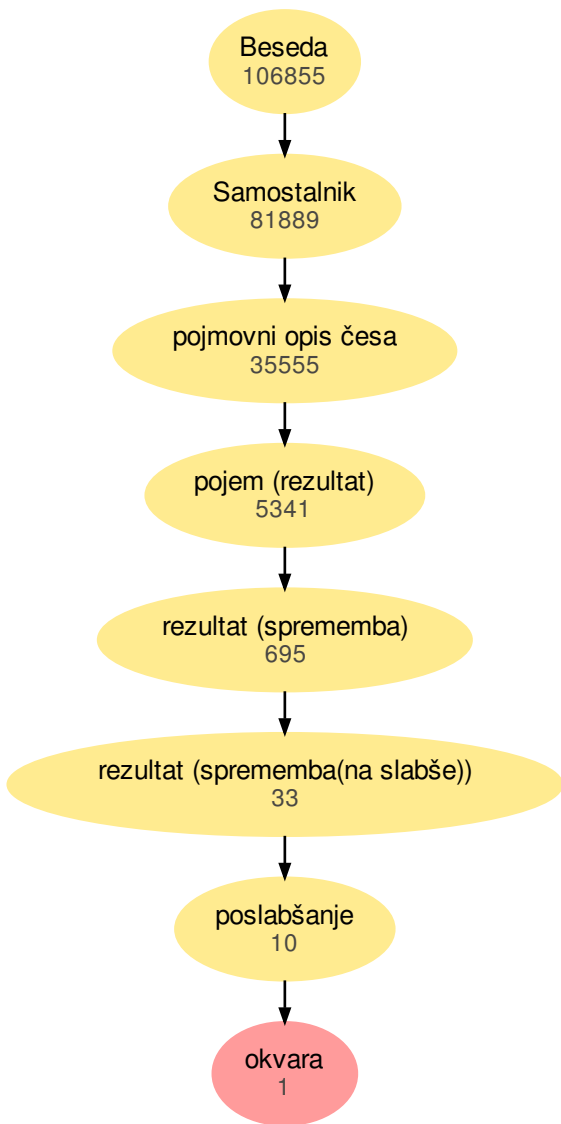 Beseda
106855
Samostalnik
81889
pojmovni opis česa
35555
pojem (rezultat)
5341
rezultat (sprememba)
695
rezultat (sprememba(na slabše))
33
poslabšanje
10
okvara
1